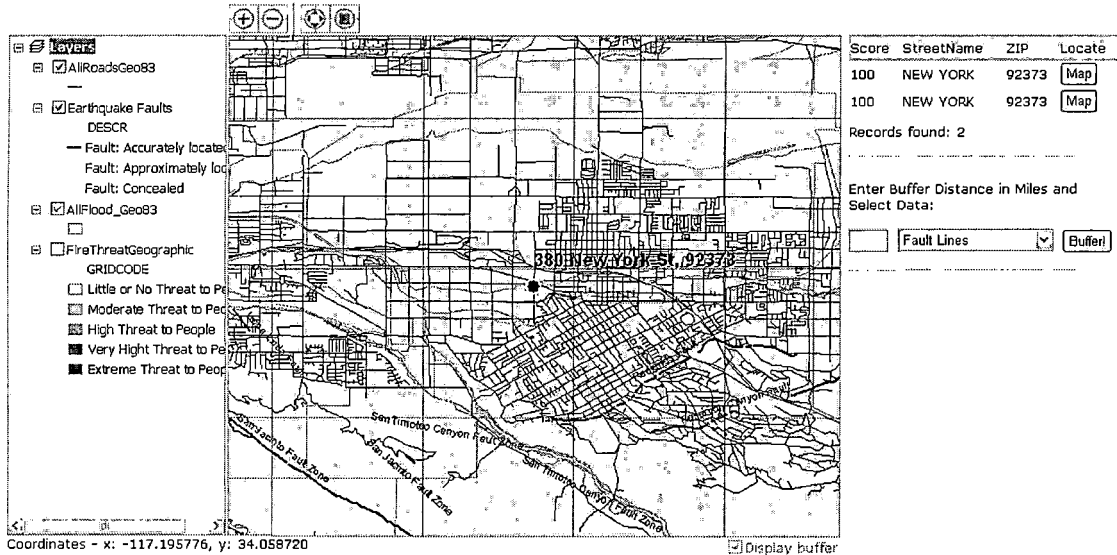 Layers
AllRoadsGeo83
Earthquake Faults
DESCR
Fault: Accurately locate
Fault: Approximately loc
Fault: Concealed
AllFlood_Geo83
FireThreatGeographic
GRIDCODE
Little or No Threat to Pe
Moderate Threat to People
High Threat to People
Very Hight Threat to Pe
Extreme Threat to Peop
380 New York St, 92373
San Timoteo Canyon Fault Zone
San Jacinto Fault Zone
San Jacinto Fault Zone
San Timoteo Canyon Fault Zone
Canyon Fault
Score StreetName ZIP Locate
100 NEW YORK 92373 Map
100 NEW YORK 92373 Map
Records found: 2
Enter Buffer Distance in Miles and
Select Data:
Fault Lines Buffer!
Coordinates - x: -117.195776, y: 34.058720
Display buffer